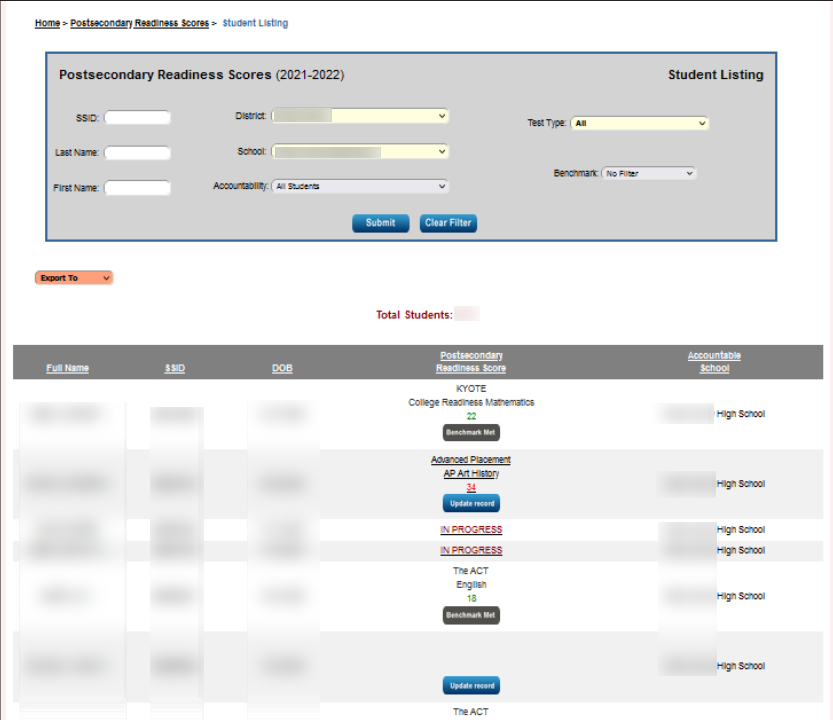 Home > Postsecondary Readiness Scores > Student Listing
Postsecondary Readiness Scores (2021-2022) Student Listing
SSID: District: Test Type: All
Last Name: School:
Benchmark: No Filter
First Name: Accountability: All Students
Submit Clear Filter
Export To
Total Students:
Full Name SSID DOB Postsecondary Readiness Score Accountable School
KYOTE
College Readiness Mathematics
22
Benchmark Met
High School
Advanced Placement
AP Art History
34
Update record
High School
IN PROGRESS High School
IN PROGRESS High School
The ACT
English
18
Benchmark Met
High School
Update record
High School
The ACT